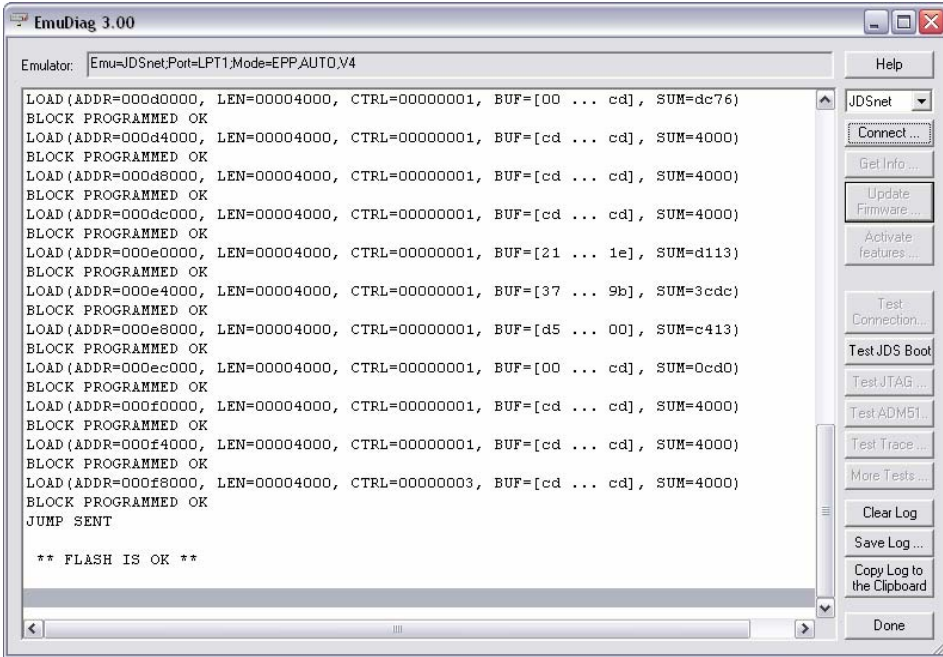 EmuDiag 3.00
Emulator: Emu=JDSnet;Port=LPT1;Mode=EPP,AUTO,V4
LOAD(ADDR=000d0000, LEN=00004000, CTRL=00000001, BUF=[00 ... cd], SUM=dc76)
BLOCK PROGRAMMED OK
LOAD(ADDR=000d4000, LEN=00004000, CTRL=00000001, BUF=[cd ... cd], SUM=4000)
BLOCK PROGRAMMED OK
LOAD(ADDR=000d8000, LEN=00004000, CTRL=00000001, BUF=[cd ... cd], SUM=4000)
BLOCK PROGRAMMED OK
LOAD(ADDR=000dc000, LEN=00004000, CTRL=00000001, BUF=[cd ... cd], SUM=4000)
BLOCK PROGRAMMED OK
LOAD(ADDR=000e0000, LEN=00004000, CTRL=00000001, BUF=[21 ... 1e], SUM=d113)
BLOCK PROGRAMMED OK
LOAD(ADDR=000e4000, LEN=00004000, CTRL=00000001, BUF=[37 ... 9b], SUM=3cdc)
BLOCK PROGRAMMED OK
LOAD(ADDR=000e8000, LEN=00004000, CTRL=00000001, BUF=[d5 ... 00], SUM=c413)
BLOCK PROGRAMMED OK
LOAD(ADDR=000ec000, LEN=00004000, CTRL=00000001, BUF=[00 ... cd], SUM=0cd0)
BLOCK PROGRAMMED OK
LOAD(ADDR=000f0000, LEN=00004000, CTRL=00000001, BUF=[cd ... cd], SUM=4000)
BLOCK PROGRAMMED OK
LOAD(ADDR=000f4000, LEN=00004000, CTRL=00000001, BUF=[cd ... cd], SUM=4000)
BLOCK PROGRAMMED OK
LOAD(ADDR=000f8000, LEN=00004000, CTRL=00000003, BUF=[cd ... cd], SUM=4000)
BLOCK PROGRAMMED OK
JUMP SENT
** FLASH IS OK **
Help
JDSnet
Connect ...
Get Info ...
Update
Firmware ...
Activate
features ...
Test
Connection...
Test JDS Boot
Test JTAG ...
Test ADM51..
Test Trace ...
More Tests ...
Clear Log
Save Log ...
Copy Log to
the Clipboard
Done